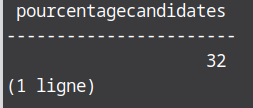 pourcentagecandidates
-----------------------
32
(1 ligne)